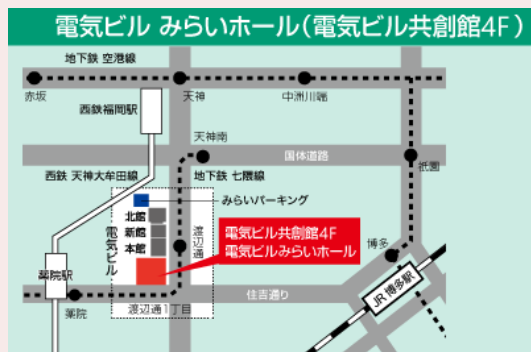 電気ビル みらいホール(電気ビル共創館4F)
地下鉄 空港線
赤坂
天神
中洲川端
西鉄福岡駅
天神南
国体道路
祇園
西鉄 天神大牟田線
地下鉄 七隈線
みらいパーキング
北館
新館
本館
電気ビル
渡辺通
電気ビル共創館4F
電気ビルみらいホール
博多
薬院駅
住吉通り
JR 博多駅
薬院
渡辺通1丁目